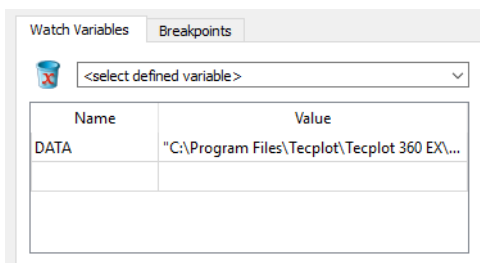 Watch Variables Breakpoints
<select defined variable>
Name Value
DATA "C:\Program Files\Tecplot\Tecplot 360 EX\...